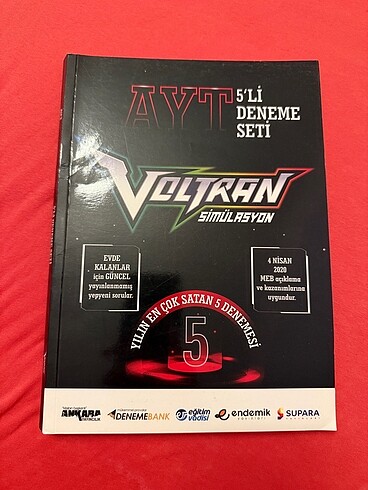 AYT
5'Lİ
DENEME
SETİ
VOLTRAN
SİMÜLASYON
EVDE
KALANLAR
için GÜNCEL
yayınlanmamış
yepyeni sorular.
4 NİSAN
2020
MEB açıklama
ve kazanımlarına
uygundur.
YILIN EN ÇOK SATAN 5 DENEMESİ
5
ANKARA
YAYINCILIK
DENEMEBANK
eğitim
vadisi
endemik
SUPARA